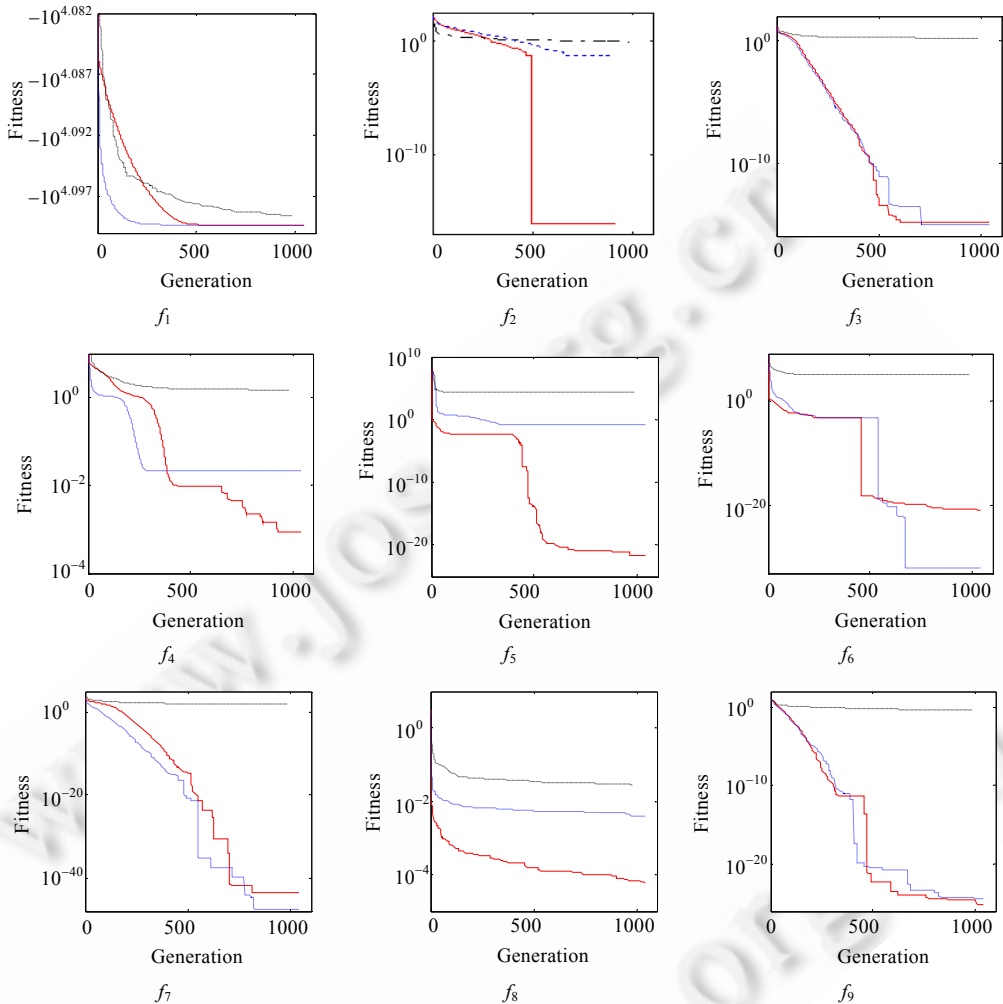 −10^4.082
−10^4.087
−10^4.092
−10^4.097
Fitness
0
500
1000
Generation
f1
10^0
10^−10
Fitness
0
500
1000
Generation
f2
10^0
10^−10
Fitness
0
500
1000
Generation
f3
10^0
10^−2
10^−4
Fitness
0
500
1000
Generation
f4
10^10
10^0
10^−10
10^−20
Fitness
0
500
1000
Generation
f5
10^0
10^−20
Fitness
0
500
1000
Generation
f6
10^0
10^−20
10^−40
Fitness
0
500
1000
Generation
f7
10^0
10^−2
10^−4
Fitness
0
500
1000
Generation
f8
10^0
10^−10
10^−20
Fitness
0
500
1000
Generation
f9